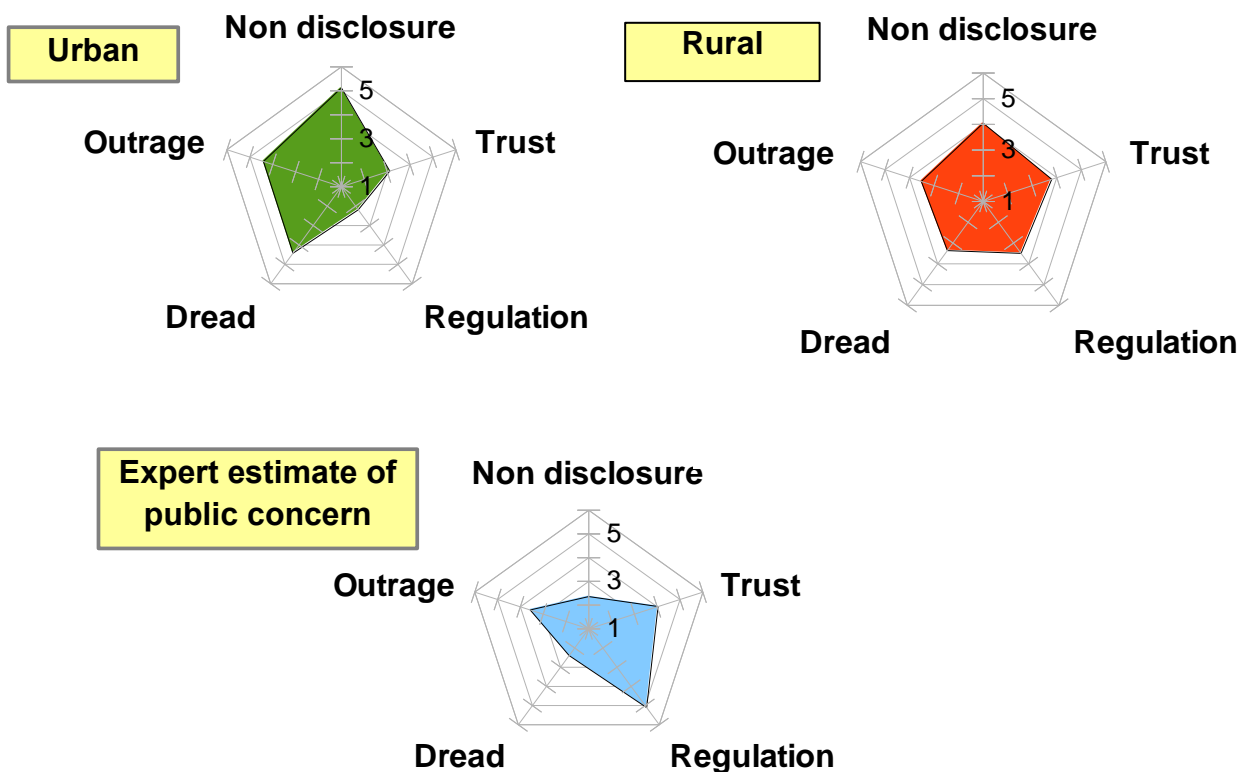 Urban
Non disclosure
5
3
1
Outrage
Trust
Dread
Regulation
Rural
Non disclosure
5
3
1
Outrage
Trust
Dread
Regulation
Expert estimate of
public concern
Non disclosure
5
3
1
Outrage
Trust
Dread
Regulation